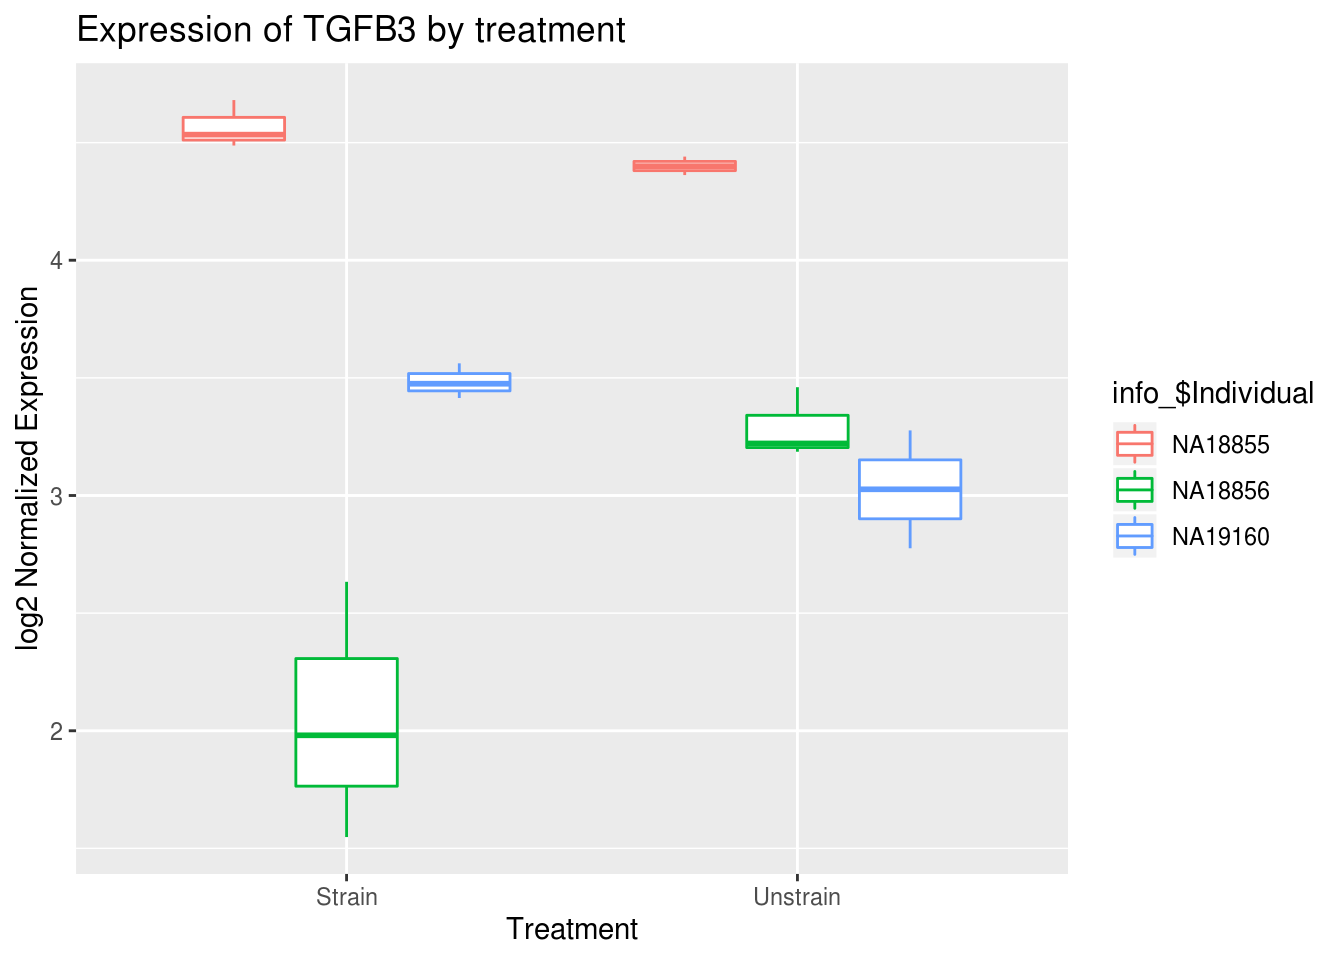 Expression of TGFB3 by treatment
log2 Normalized Expression
4
3
2
Strain
Unstrain
Treatment
info_$Individual
NA18855
NA18856
NA19160